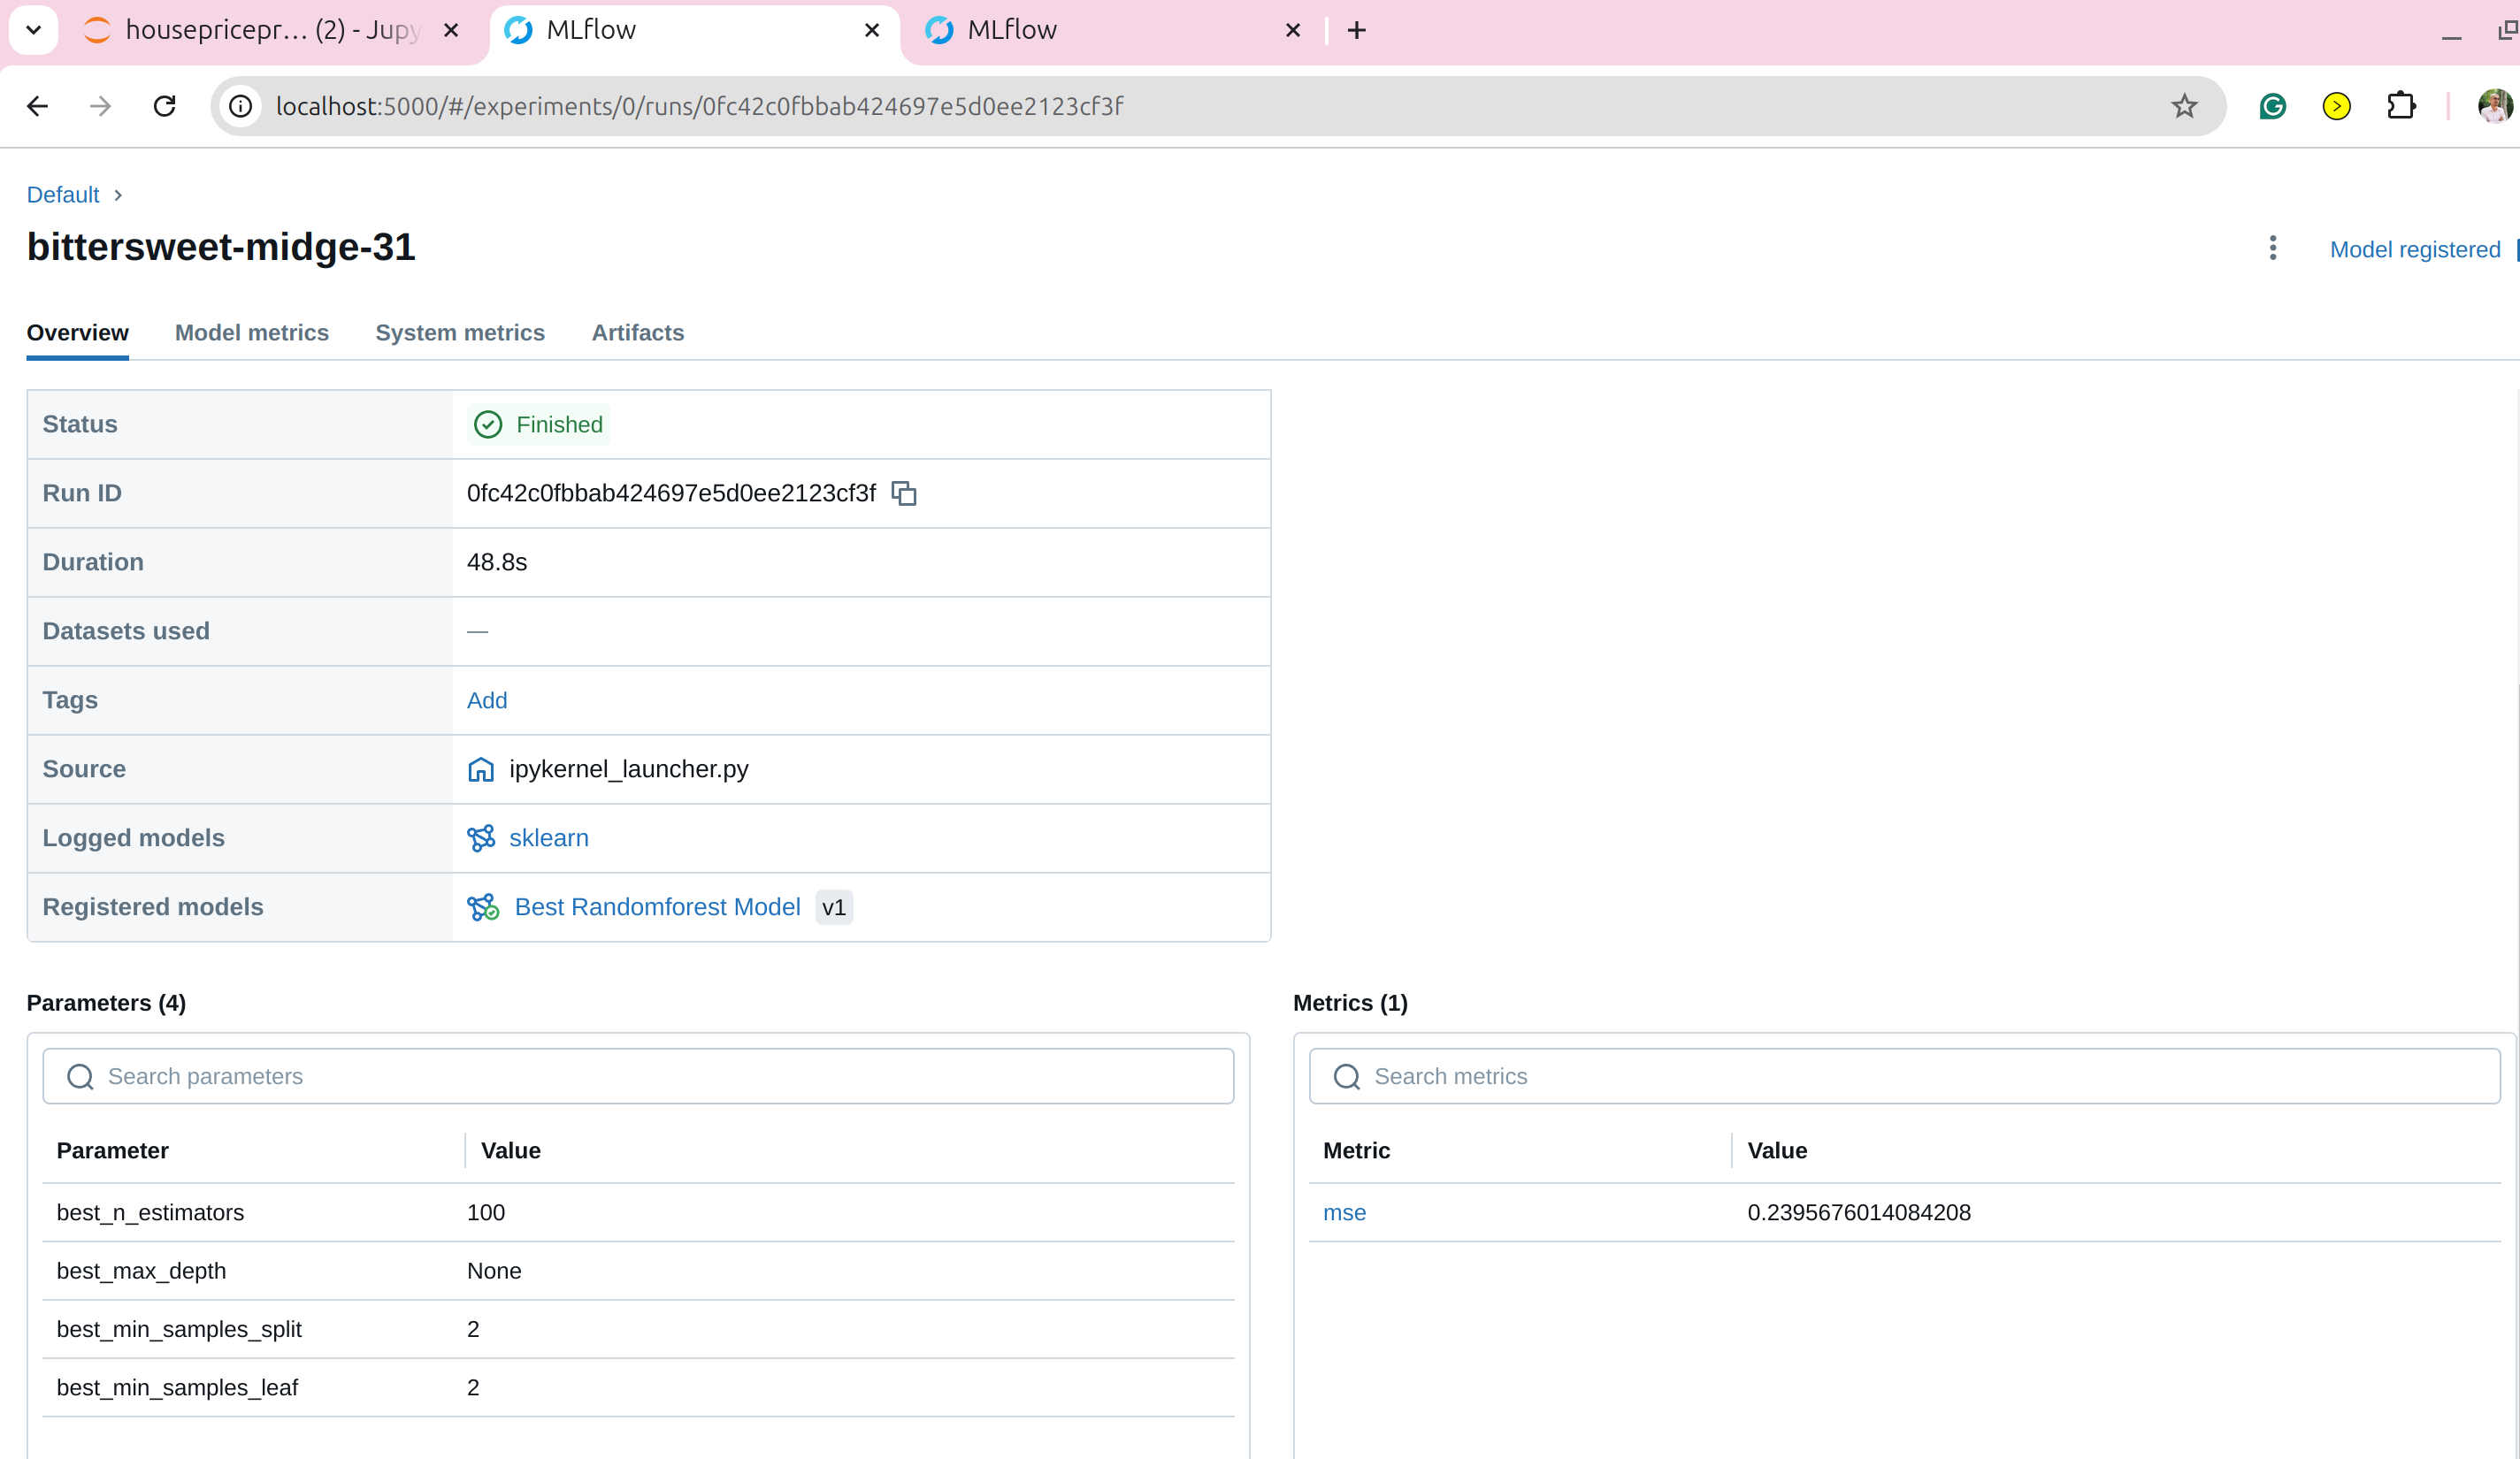 housepricepr… (2) - Jupy
MLflow
MLflow
localhost:5000/#/experiments/0/runs/0fc42c0fbbab424697e5d0ee2123cf3f
Default
bittersweet-midge-31
Model registered
Overview Model metrics System metrics Artifacts
Status Finished
Run ID 0fc42c0fbbab424697e5d0ee2123cf3f
Duration 48.8s
Datasets used —
Tags Add
Source ipykernel_launcher.py
Logged models sklearn
Registered models Best Randomforest Model v1
Parameters (4)
Search parameters
Parameter Value
best_n_estimators 100
best_max_depth None
best_min_samples_split 2
best_min_samples_leaf 2
Metrics (1)
Search metrics
Metric Value
mse 0.2395676014084208